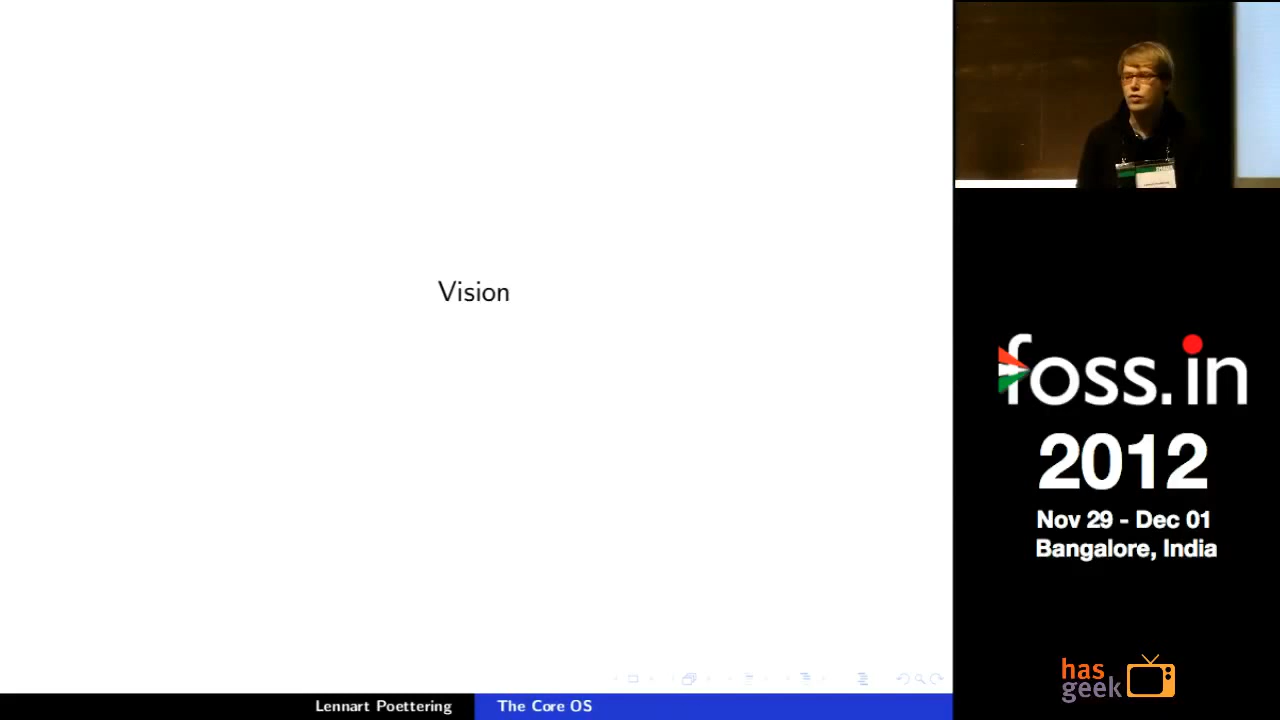 Vision
Lennart Poettering
The Core OS
foss.in
2012
Nov 29 - Dec 01
Bangalore, India
has
geek